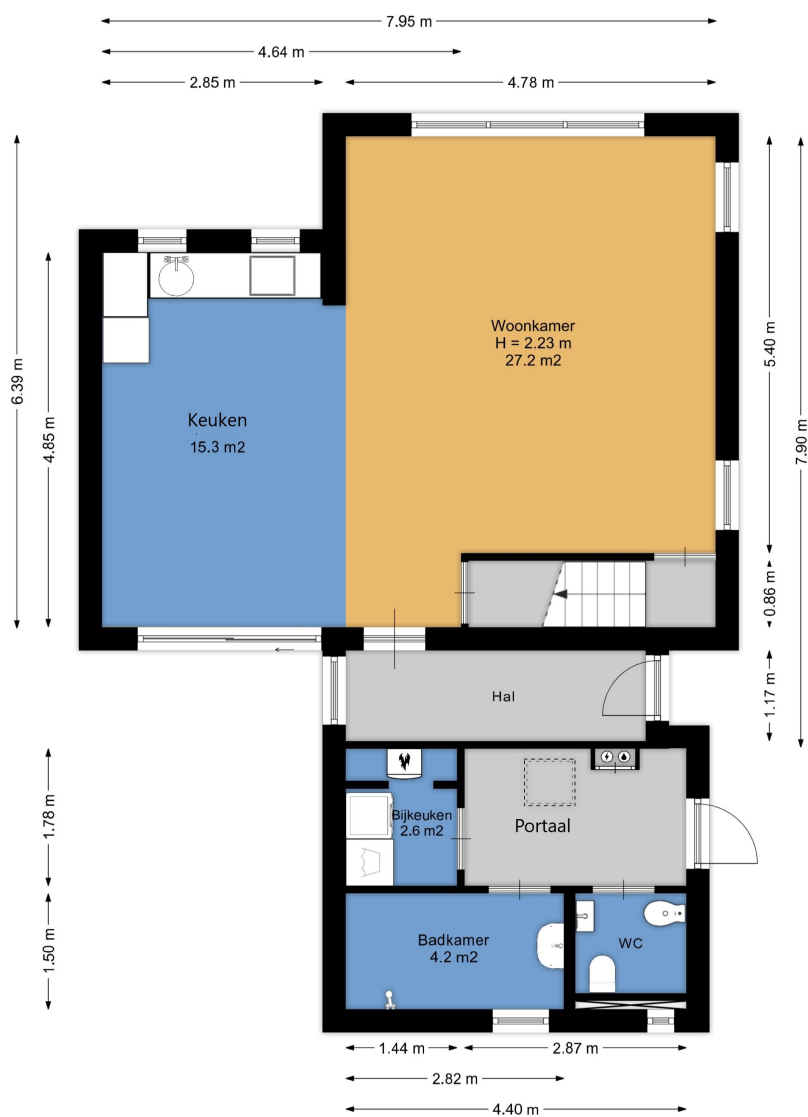 7.95 m
4.64 m
2.85 m
4.78 m
6.39 m
4.85 m
Woonkamer
H = 2.23 m
27.2 m2
Keuken
15.3 m2
5.40 m
7.90 m
0.86 m
1.17 m
Hal
1.78 m
Bijkeuken
2.6 m2
Portaal
1.50 m
Badkamer
4.2 m2
WC
1.44 m
2.87 m
2.82 m
4.40 m